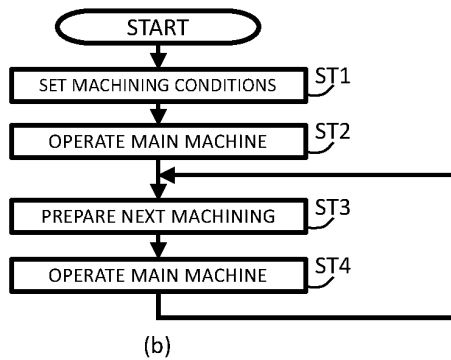 START
SET MACHINING CONDITIONS
ST1
OPERATE MAIN MACHINE
ST2
PREPARE NEXT MACHINING
ST3
OPERATE MAIN MACHINE
ST4
(b)